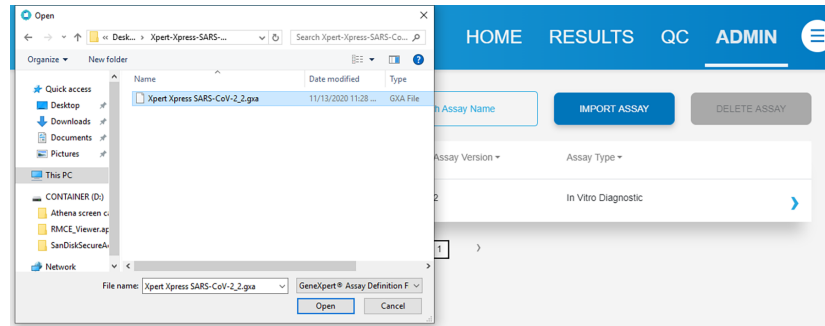 Open
« Desk... › Xpert-Xpress-SARS-...
Search Xpert-Xpress-SARS-Co...
Organize
New folder
Name
Date modified
Type
Quick access
Desktop
Downloads
Documents
Pictures
This PC
CONTAINER (D:)
Athena screen ca
RMCE_Viewer.ap
SanDiskSecureA
Network
Xpert Xpress SARS-CoV-2_2.gxa
11/13/2020 11:28 ...
GXA File
File name:
Xpert Xpress SARS-CoV-2_2.gxa
GeneXpert® Assay Definition F
Open
Cancel
HOME
RESULTS
QC
ADMIN
h Assay Name
IMPORT ASSAY
DELETE ASSAY
Assay Version
Assay Type
2
In Vitro Diagnostic
1